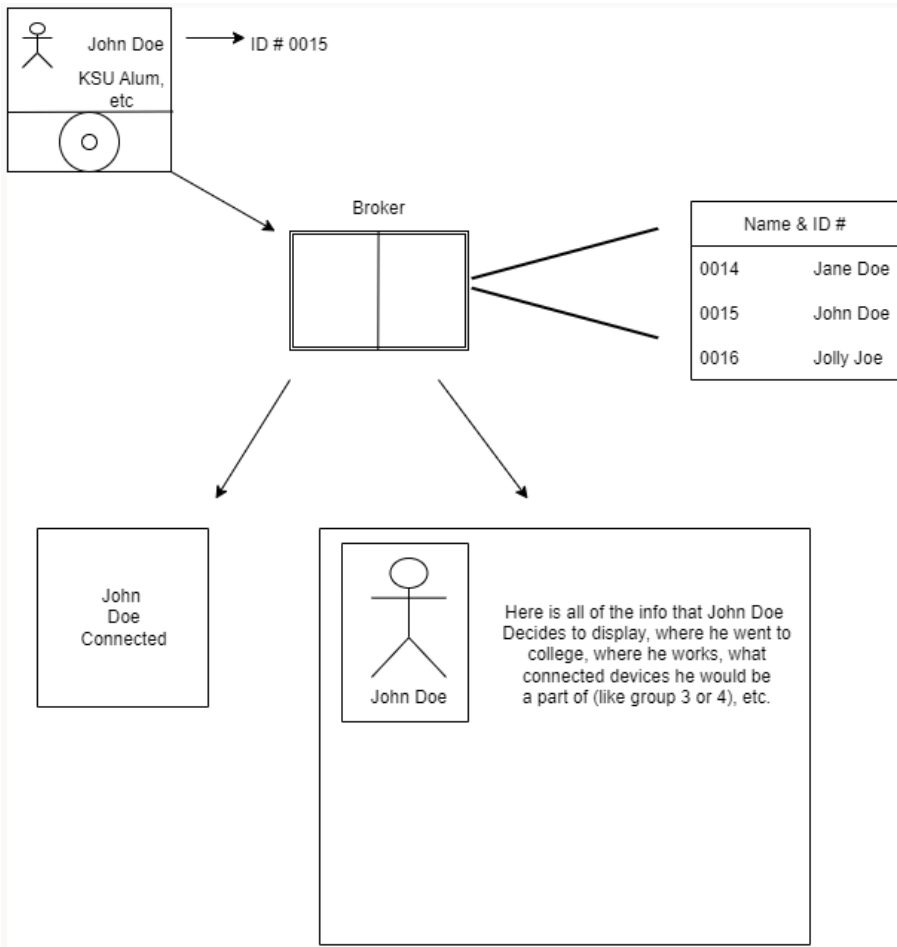 John Doe
ID # 0015
KSU Alum,
etc
Broker
Name & ID #
0014 Jane Doe
0015 John Doe
0016 Jolly Joe
John
Doe
Connected
John Doe
Here is all of the info that John Doe
Decides to display, where he went to
college, where he works, what
connected devices he would be
a part of (like group 3 or 4), etc.